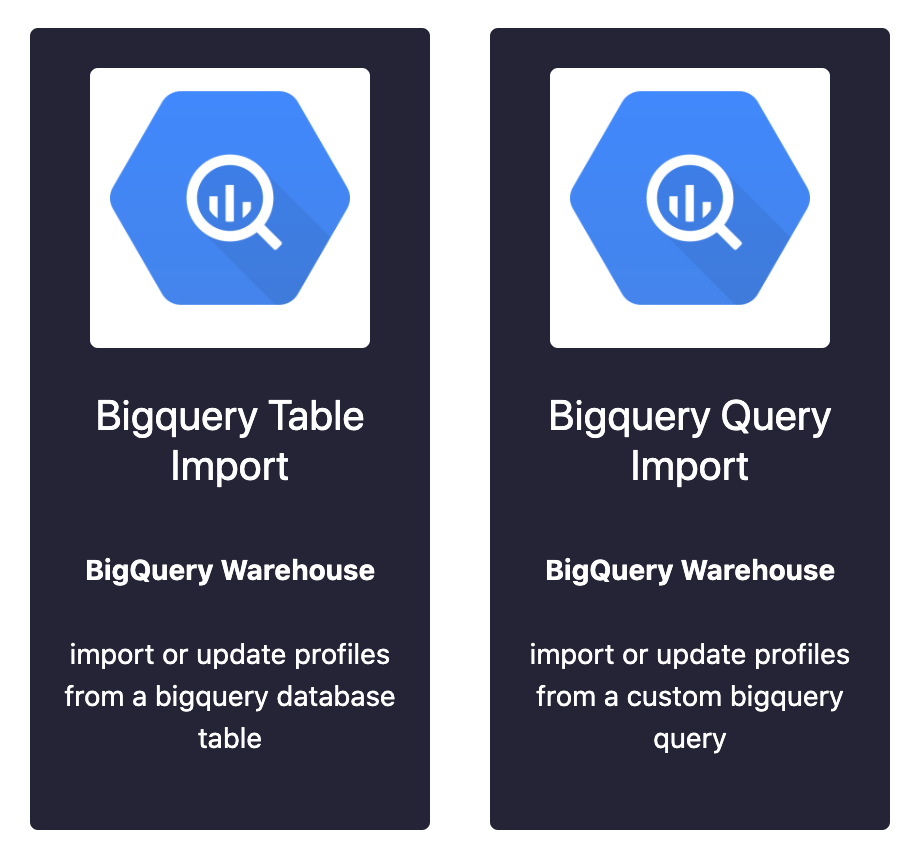 Bigquery Table
Import
BigQuery Warehouse
import or update profiles
from a bigquery database
table
Bigquery Query
Import
BigQuery Warehouse
import or update profiles
from a custom bigquery
query